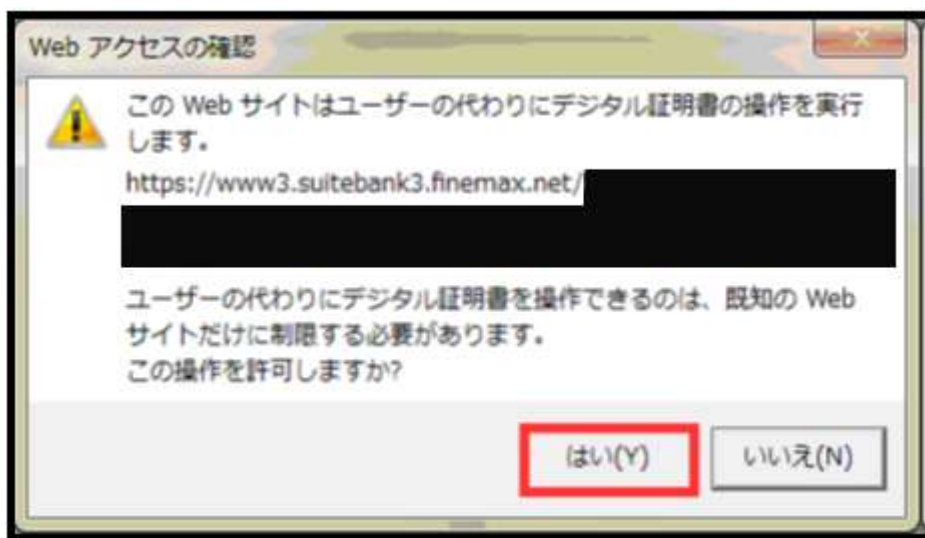 Web アクセスの確認
この Web サイトはユーザーの代わりにデジタル証明書の操作を実行
します。
https://www3.suitebank3.finemax.net/
ユーザーの代わりにデジタル証明書を操作できるのは、既知の Web
サイトだけに制限する必要があります。
この操作を許可しますか?
はい(Y)
いいえ(N)